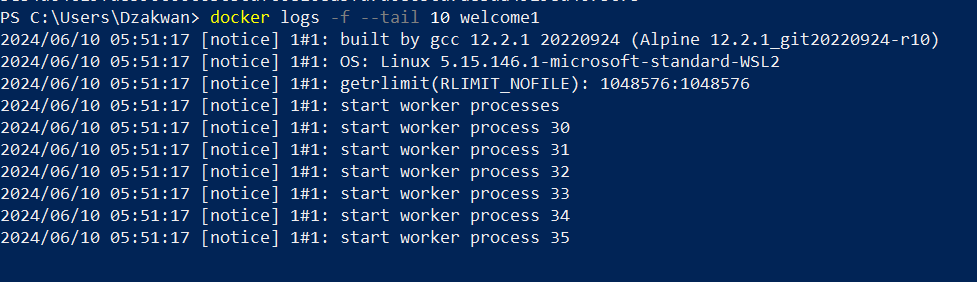 PS C:\Users\Dzakwan> docker logs -f --tail 10 welcome1
2024/06/10 05:51:17 [notice] 1#1: built by gcc 12.2.1 20220924 (Alpine 12.2.1_git20220924-r10)
2024/06/10 05:51:17 [notice] 1#1: OS: Linux 5.15.146.1-microsoft-standard-WSL2
2024/06/10 05:51:17 [notice] 1#1: getrlimit(RLIMIT_NOFILE): 1048576:1048576
2024/06/10 05:51:17 [notice] 1#1: start worker processes
2024/06/10 05:51:17 [notice] 1#1: start worker process 30
2024/06/10 05:51:17 [notice] 1#1: start worker process 31
2024/06/10 05:51:17 [notice] 1#1: start worker process 32
2024/06/10 05:51:17 [notice] 1#1: start worker process 33
2024/06/10 05:51:17 [notice] 1#1: start worker process 34
2024/06/10 05:51:17 [notice] 1#1: start worker process 35